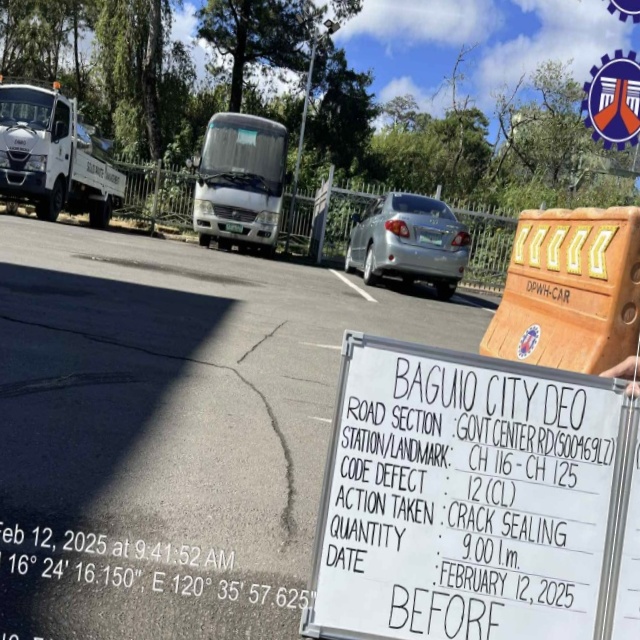 DPWH-CAR
BAGUIO CITY DEO
ROAD SECTION : GOVT CENTER RD(S00469LZ)
STATION/LANDMARK: CH 116 - CH 125
CODE DEFECT : 12 (CL)
ACTION TAKEN : CRACK SEALING
QUANTITY : 9.00 l.m.
DATE : FEBRUARY 12, 2025
BEFORE
Feb 12, 2025 at 9:41:52 AM
N 16° 24' 16.150", E 120° 35' 57.625"